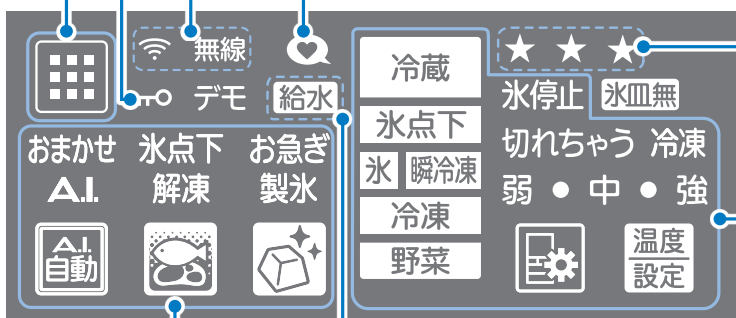 無線
デモ 給水
おまかせ A.I.
氷点下 解凍
お急ぎ 製氷
A.I. 自動
冷蔵
氷点下
氷 瞬冷凍
冷凍
野菜
★ ★ ★
氷停止 氷皿無
切れちゃう 冷凍
弱 ● 中 ● 強
温度 設定